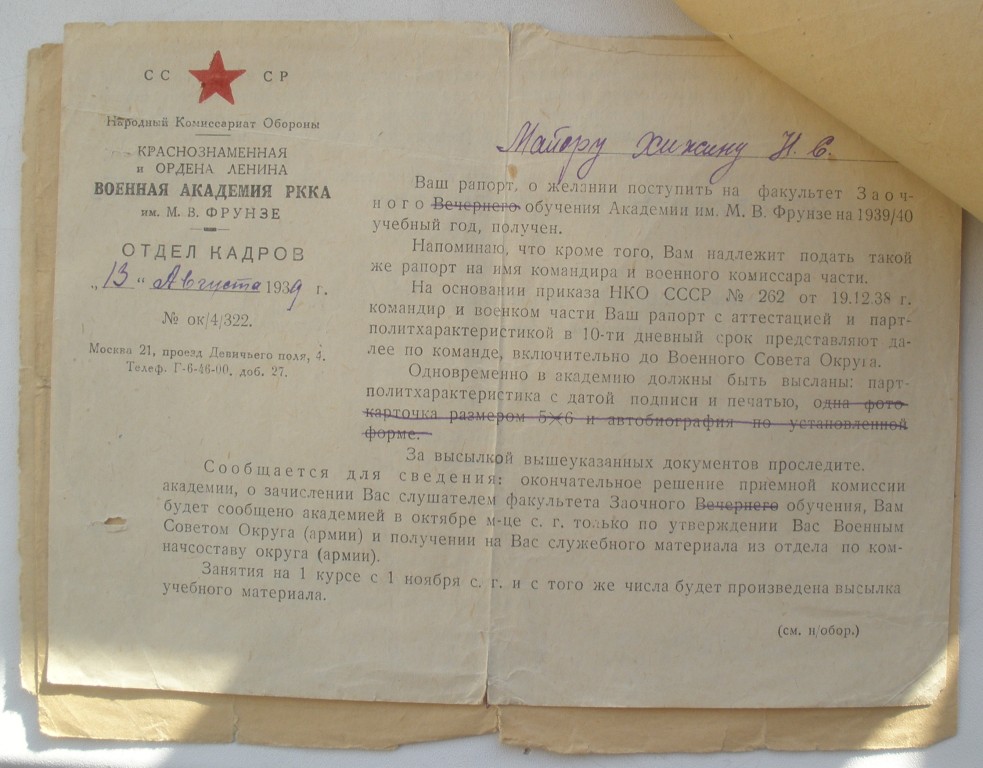 СС СР
Народный Комиссариат Обороны
КРАСНОЗНАМЕННАЯ
и ОРДЕНА ЛЕНИНА
ВОЕННАЯ АКАДЕМИЯ РККА
им. М. В. ФРУНЗЕ
ОТДЕЛ КАДРОВ
„13" Августа 1939 г.
№ ок/4/322.
Москва 21, проезд Девичьего поля, 4.
Телеф. Г-6-46-00, доб. 27.
Майору Хижину Н. С.
Ваш рапорт, о желании поступить на факультет Заоч-
ного Вечернего обучения Академии им. М. В. Фрунзе на 1939/40
учебный год, получен.
Напоминаю, что кроме того, Вам надлежит подать такой
же рапорт на имя командира и военного комиссара части.
На основании приказа НКО СССР № 262 от 19.12.38 г.
командир и военком части Ваш рапорт с аттестацией и парт-
политхарактеристикой в 10-ти дневный срок представляют да-
лее по команде, включительно до Военного Совета Округа.
Одновременно в академию должны быть высланы: парт-
политхарактеристика с датой подписи и печатью, одна фото-
карточка размером 5×6 и автобиография по установленной
форме.
За высылкой вышеуказанных документов проследите.
Сообщается для сведения: окончательное решение приемной комиссии
академии, о зачислении Вас слушателем факультета Заочного Вечернего обучения, Вам
будет сообщено академией в октябре м-це с. г. только по утверждении Вас Военным
Советом Округа (армии) и получении на Вас служебного материала из отдела по ком-
начсоставу округа (армии).
Занятия на 1 курсе с 1 ноября с. г. и с того же числа будет произведена высылка
учебного материала.
(см. н/обор.)